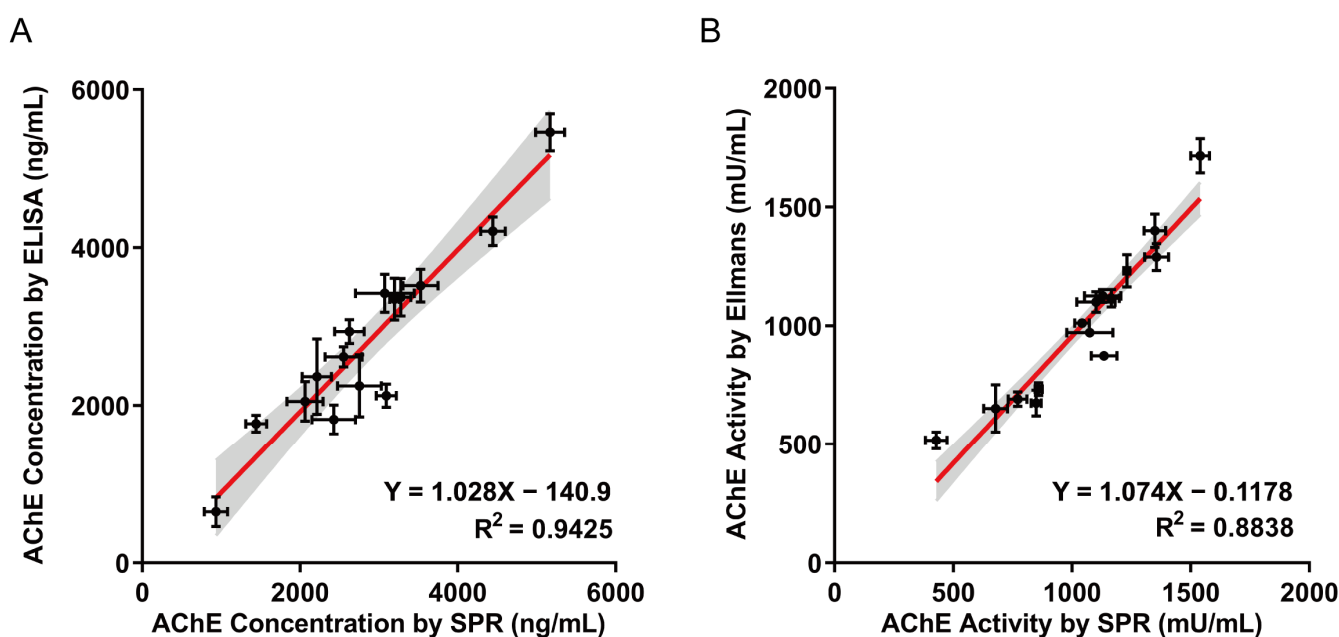 A
AChE Concentration by ELISA (ng/mL)
6000
4000
2000
0
Y = 1.028X − 140.9
R² = 0.9425
0 2000 4000 6000
AChE Concentration by SPR (ng/mL)
B
AChE Activity by Ellmans (mU/mL)
2000
1500
1000
500
0
Y = 1.074X − 0.1178
R² = 0.8838
0 500 1000 1500 2000
AChE Activity by SPR (mU/mL)